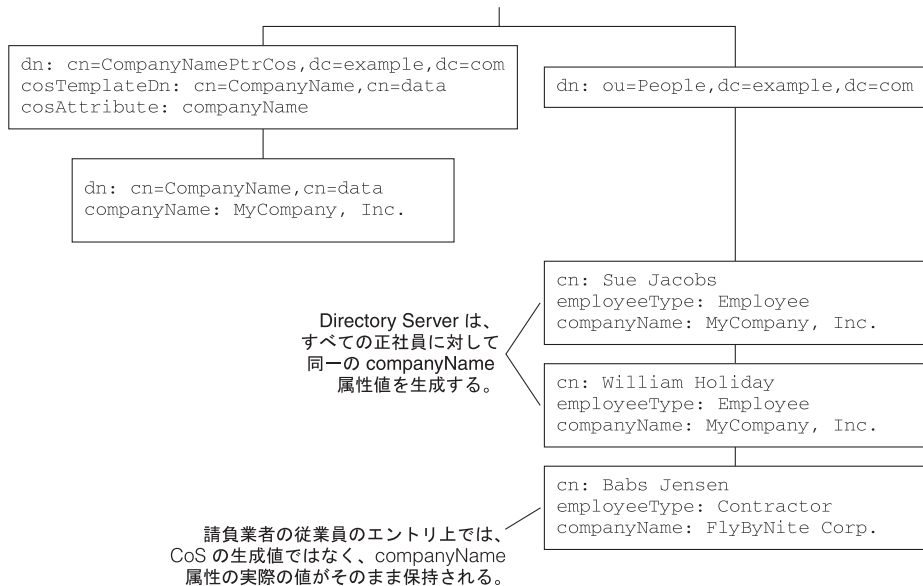 dn: cn=CompanyNamePtrCos,dc=example,dc=com
cosTemplateDn: cn=CompanyName,cn=data
cosAttribute: companyName
dn: ou=People,dc=example,dc=com
dn: cn=CompanyName,cn=data
companyName: MyCompany, Inc.
cn: Sue Jacobs
employeeType: Employee
companyName: MyCompany, Inc.
Directory Server は、
すべての正社員に対して
同一の companyName
属性値を生成する。
cn: William Holiday
employeeType: Employee
companyName: MyCompany, Inc.
cn: Babs Jensen
employeeType: Contractor
companyName: FlyByNite Corp.
請負業者の従業員のエントリ上では、
CoS の生成値ではなく、companyName
属性の実際の値がそのまま保持される。